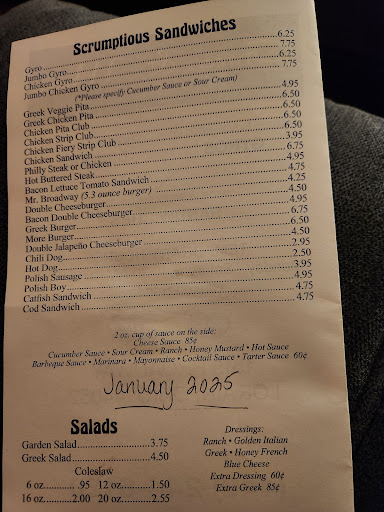 Scrumptious Sandwiches
Gyro....................6.25
Jumbo Gyro....................7.75
Chicken Gyro....................6.25
Jumbo Chicken Gyro....................7.75
(*Please specify Cucumber Sauce or Sour Cream)
Greek Veggie Pita....................4.95
Greek Chicken Pita....................6.50
Chicken Pita Club....................6.50
Chicken Strip Club....................6.50
Chicken Fiery Strip Club....................6.50
Chicken Sandwich....................3.95
Philly Steak or Chicken....................6.75
Hot Buttered Steak....................4.95
Bacon Lettuce Tomato Sandwich....................4.75
Mr. Broadway (5.3 ounce burger)....................4.25
Double Cheeseburger....................4.50
Bacon Double Cheeseburger....................4.95
Greek Burger....................6.75
More Burger....................6.50
Double Jalapeño Cheeseburger....................4.50
Chili Dog....................2.95
Hot Dog....................2.50
Polish Sausage....................3.95
Polish Boy....................4.95
Catfish Sandwich....................4.75
Cod Sandwich....................4.75
2 oz. cup of sauce on the side:
Cheese Sauce 85¢
Cucumber Sauce • Sour Cream • Ranch • Honey Mustard • Hot Sauce
Barbeque Sauce • Marinara • Mayonnaise • Cocktail Sauce • Tarter Sauce 60¢
January 2025
Salads
Garden Salad....................3.75
Greek Salad....................4.50
Coleslaw
6 oz. ........ .95 12 oz..........1.50
16 oz........2.00 20 oz. ........2.55
Dressings:
Ranch • Golden Italian
Greek • Honey French
Blue Cheese
Extra Dressing 60¢
Extra Greek 85¢